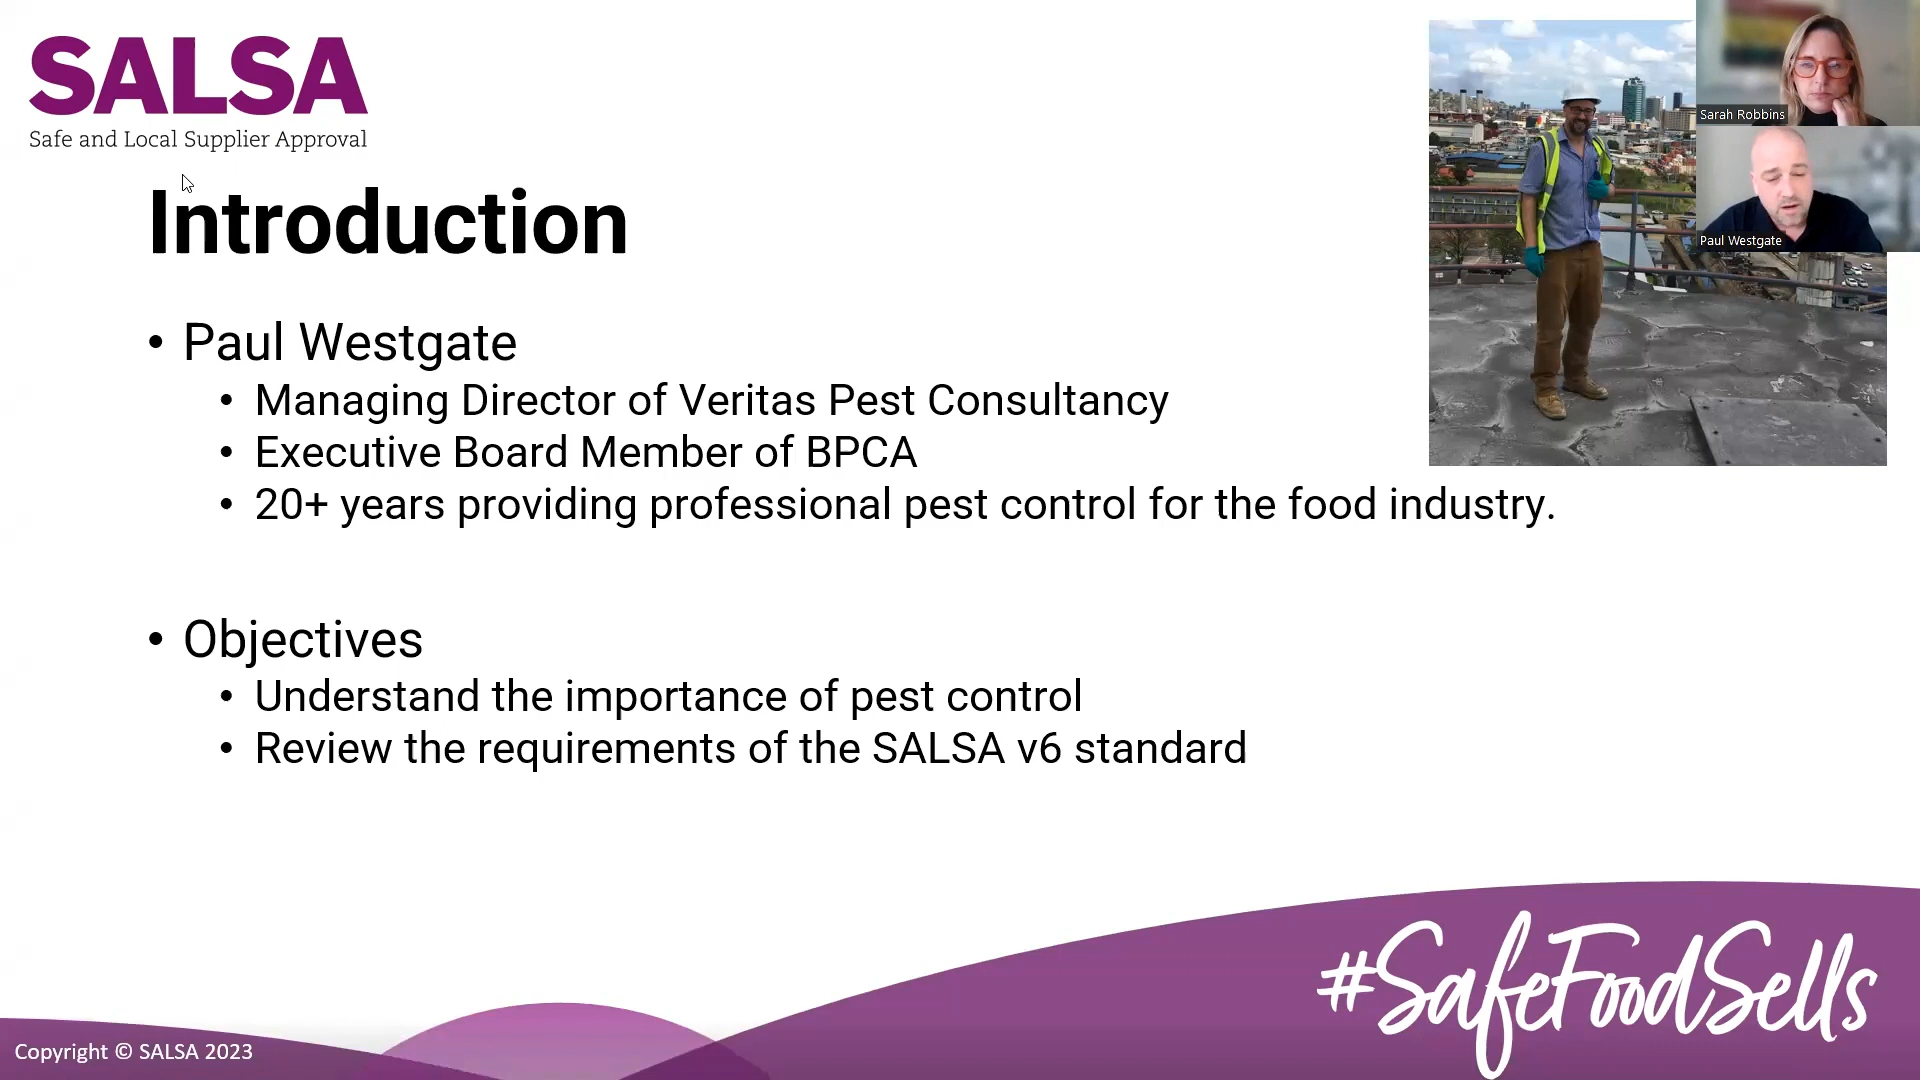 SALSA
Safe and Local Supplier Approval
Sarah Robbins
Paul Westgate
Introduction
• Paul Westgate
• Managing Director of Veritas Pest Consultancy
• Executive Board Member of BPCA
• 20+ years providing professional pest control for the food industry.
• Objectives
• Understand the importance of pest control
• Review the requirements of the SALSA v6 standard
#SafeFoodSells
Copyright © SALSA 2023